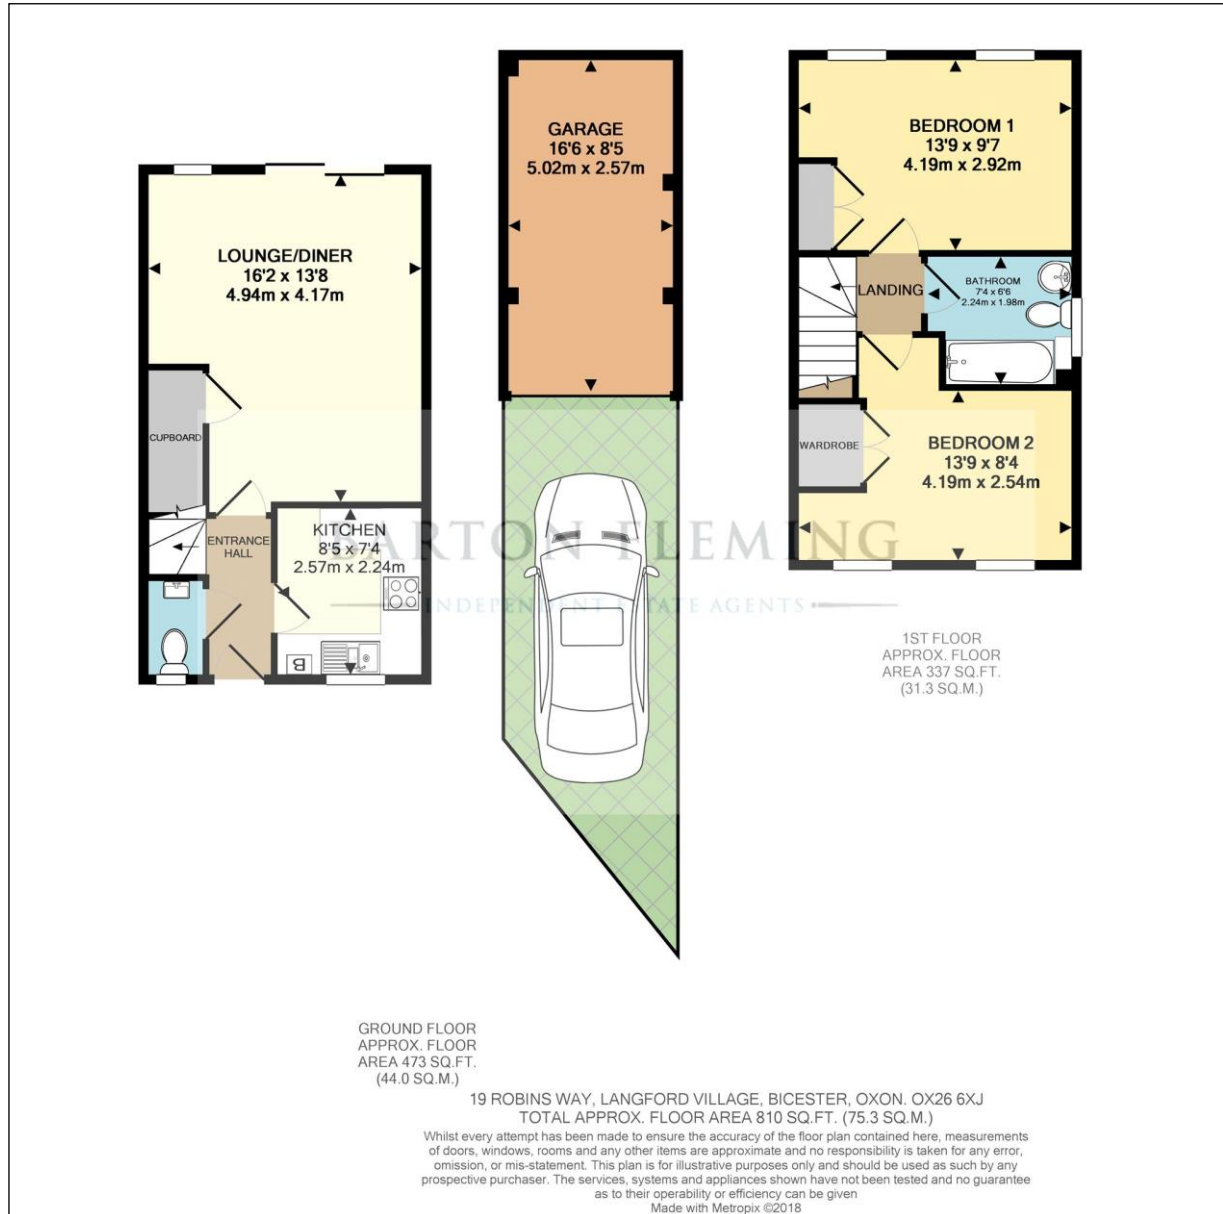 GARAGE
16'6 x 8'5
5.02m x 2.57m
BEDROOM 1
13'9 x 9'7
4.19m x 2.92m
LOUNGE/DINER
16'2 x 13'8
4.94m x 4.17m
LANDING
BATHROOM
7'4 x 6'6
2.24m x 1.98m
CUPBOARD
WARDROBE
BEDROOM 2
13'9 x 8'4
4.19m x 2.54m
ENTRANCE
HALL
KITCHEN
8'5 x 7'4
2.57m x 2.24m
B
BARTON FLEMING
INDEPENDENT ESTATE AGENTS
1ST FLOOR
APPROX. FLOOR
AREA 337 SQ.FT.
(31.3 SQ.M.)
GROUND FLOOR
APPROX. FLOOR
AREA 473 SQ.FT.
(44.0 SQ.M.)
19 ROBINS WAY, LANGFORD VILLAGE, BICESTER, OXON. OX26 6XJ
TOTAL APPROX. FLOOR AREA 810 SQ.FT. (75.3 SQ.M.)
Whilst every attempt has been made to ensure the accuracy of the floor plan contained here, measurements
of doors, windows, rooms and any other items are approximate and no responsibility is taken for any error,
omission, or mis-statement. This plan is for illustrative purposes only and should be used as such by any
prospective purchaser. The services, systems and appliances shown have not been tested and no guarantee
as to their operability or efficiency can be given
Made with Metropix ©2018